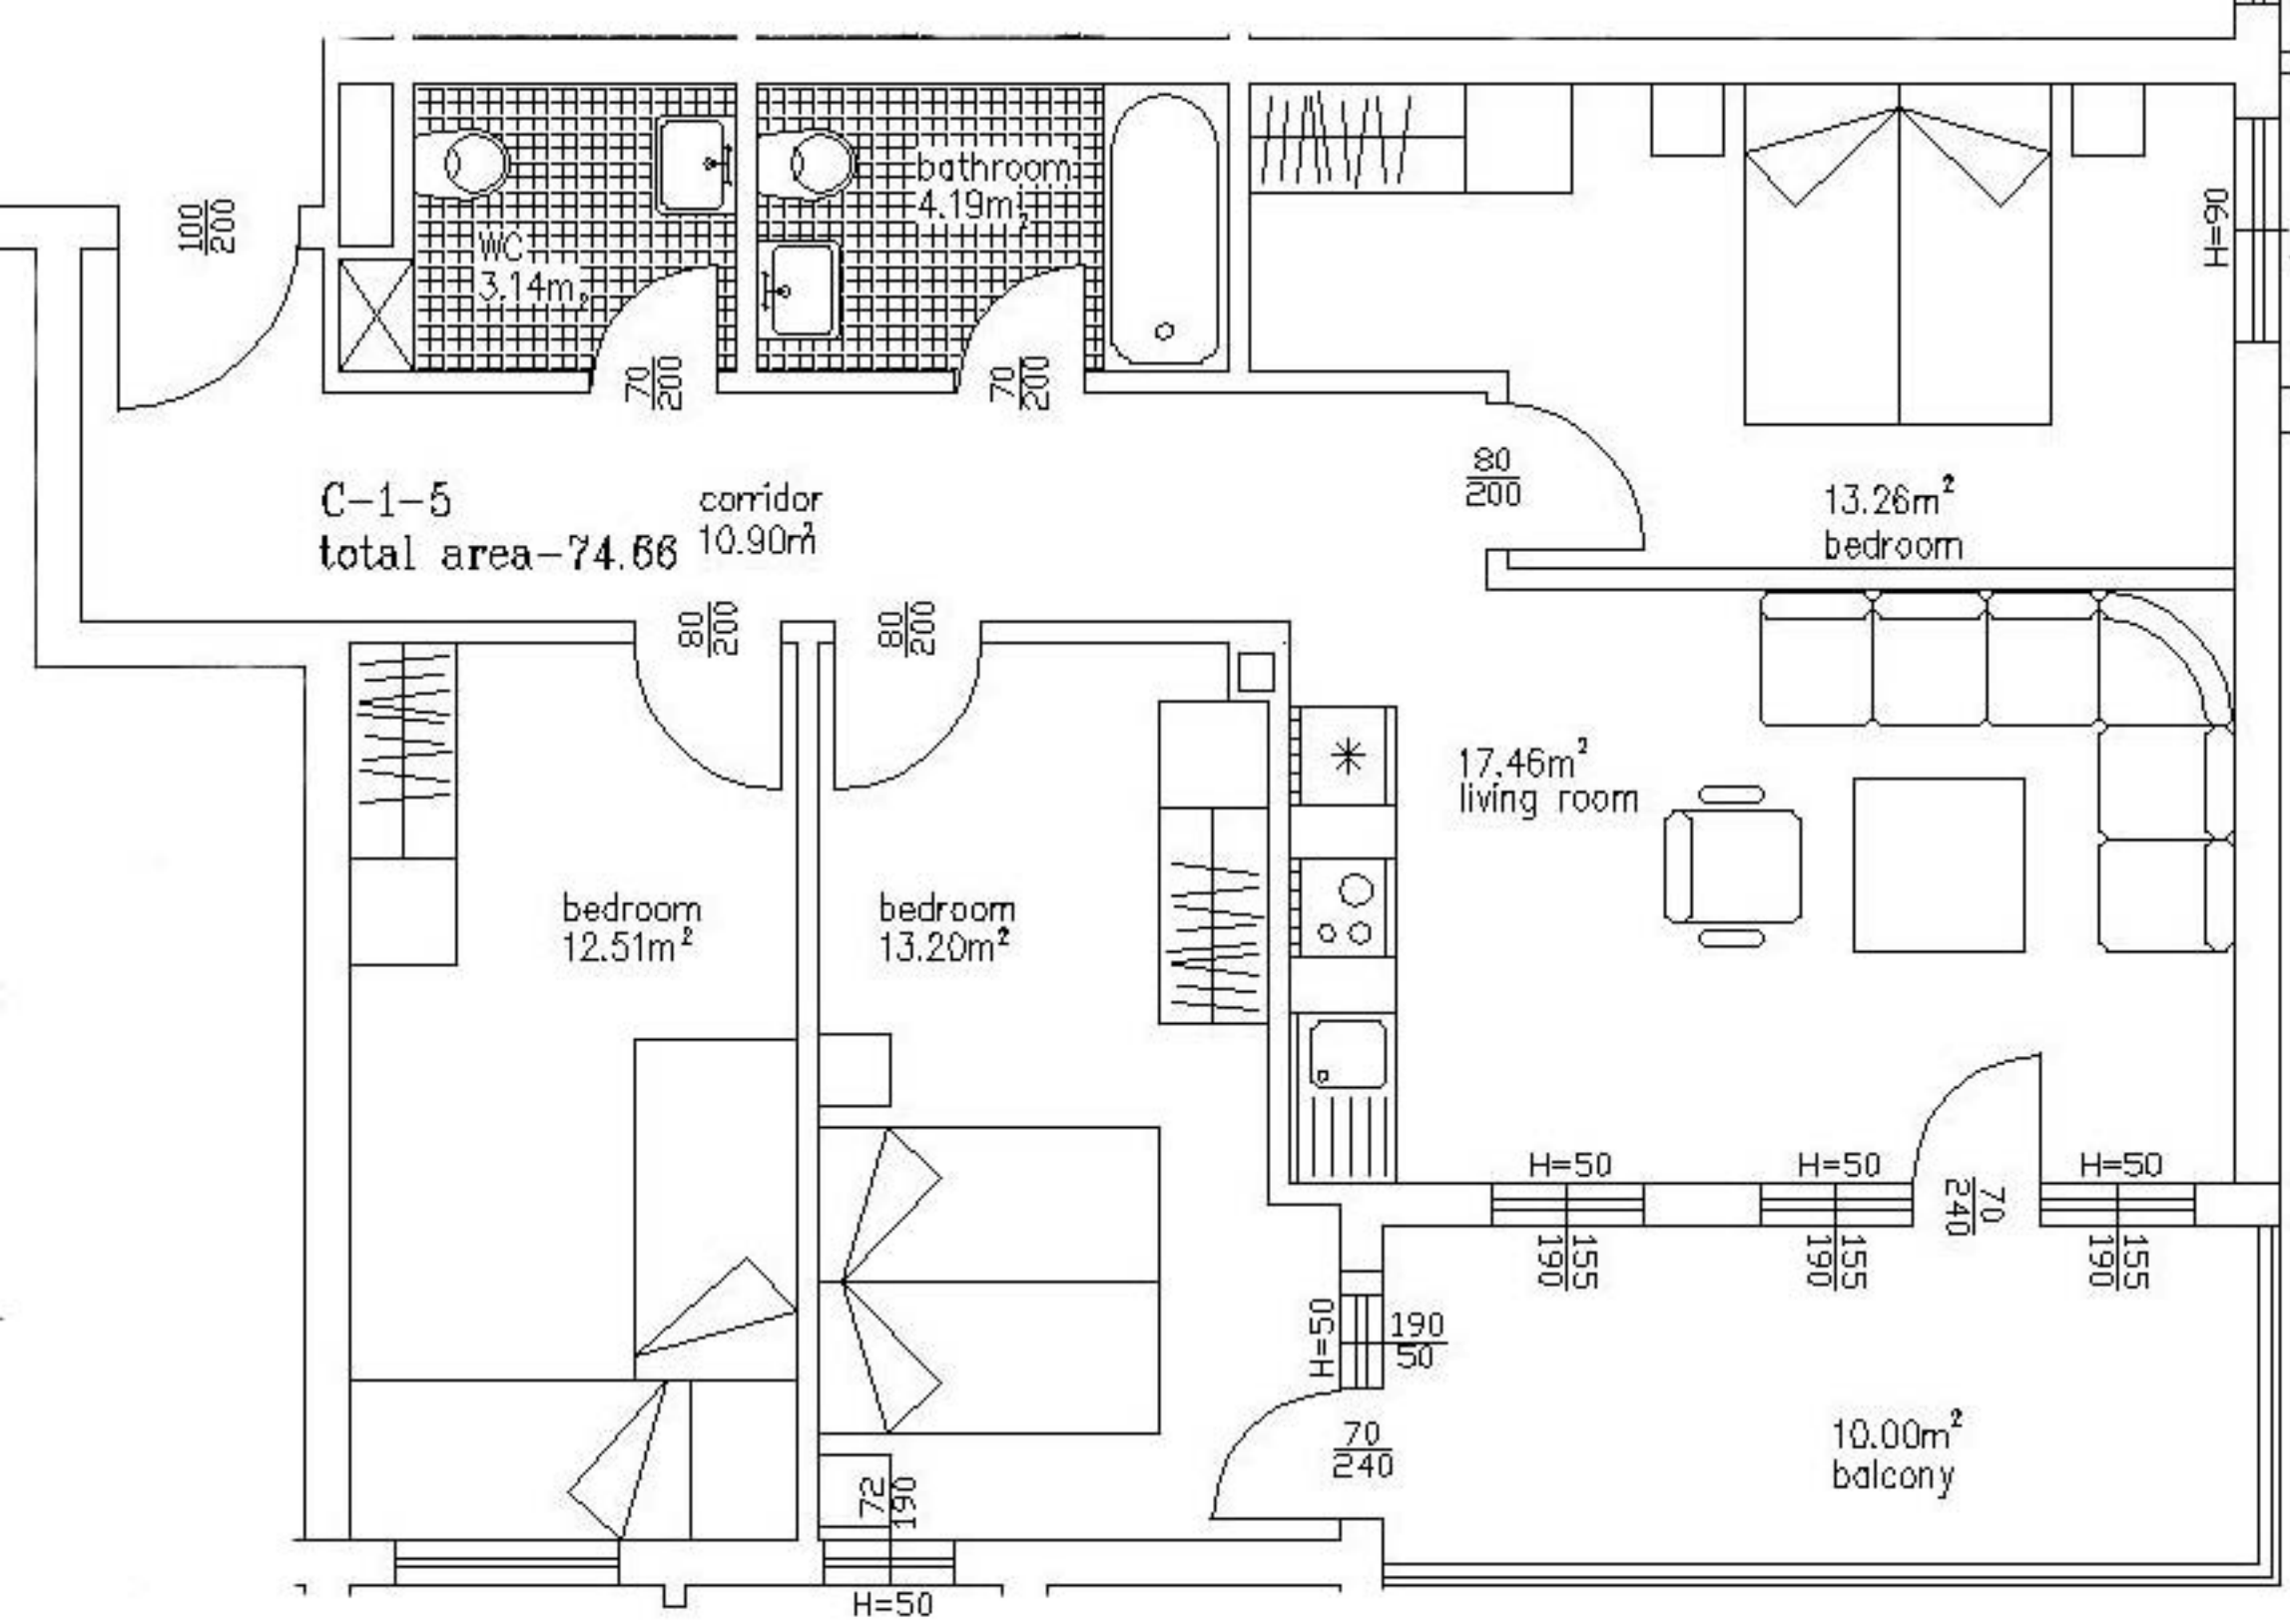 100
200
bathroom
4.19m2
WC
3.14m2
H=90
70
200
70
200
80
200
C-1-5
total area-74.66
corridor
10.90m²
13.26m²
bedroom
80
200
80
200
17.46m²
living room
bedroom
12.51m²
bedroom
13.20m²
H=50
H=50
H=50
70
240
155
190
155
190
155
190
H=50
190
50
70
240
10.00m²
balcony
72
190
H=50